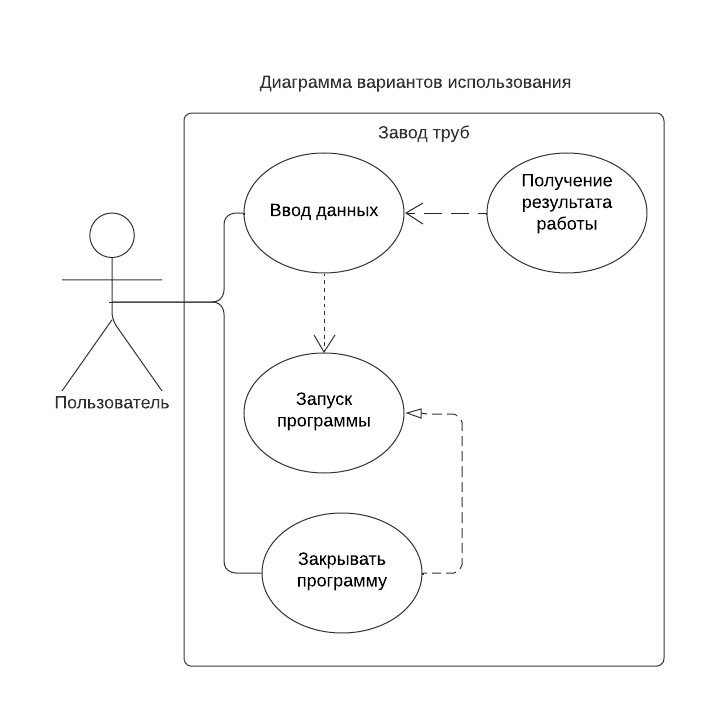 Диаграмма вариантов использования
Завод труб
Ввод данных
Получение
результата
работы
Запуск
программы
Пользователь
Закрывать
программу